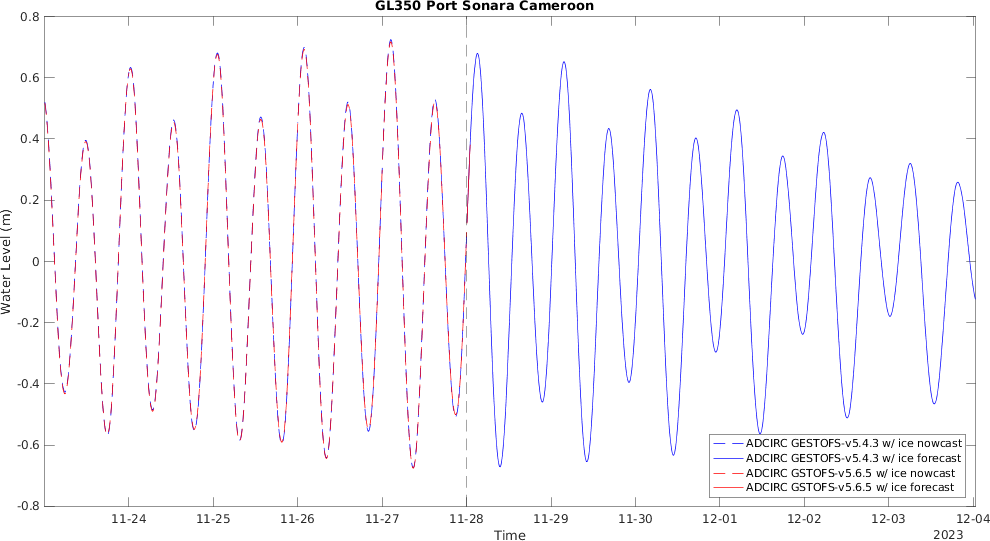 GL350 Port Sonara Cameroon
0.8
0.6
0.4
0.2
0
-0.2
-0.4
-0.6
-0.8
Water Level (m)
11-24 11-25 11-26 11-27 11-28 11-29 11-30 12-01 12-02 12-03 12-04
Time
2023
ADCIRC GESTOFS-v5.4.3 w/ ice nowcast
ADCIRC GESTOFS-v5.4.3 w/ ice forecast
ADCIRC GSTOFS-v5.6.5 w/ ice nowcast
ADCIRC GSTOFS-v5.6.5 w/ ice forecast